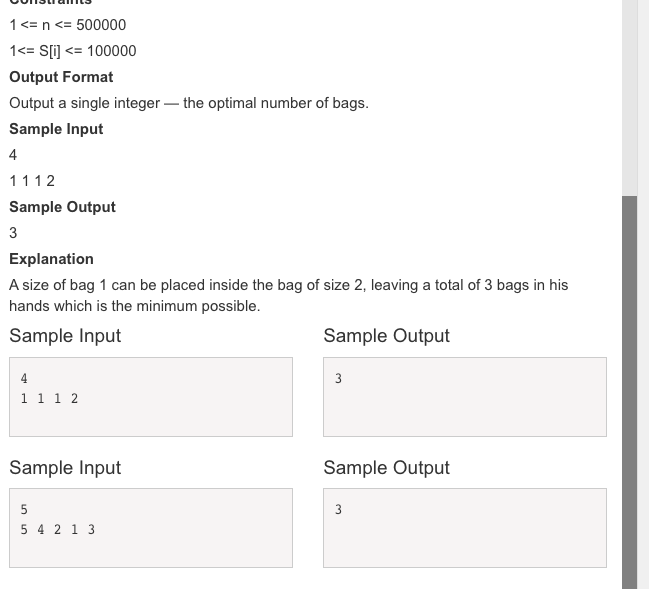 Constraints
1 <= n <= 500000
1<= S[i] <= 100000
Output Format
Output a single integer — the optimal number of bags.
Sample Input
4
1 1 1 2
Sample Output
3
Explanation
A size of bag 1 can be placed inside the bag of size 2, leaving a total of 3 bags in his
hands which is the minimum possible.
Sample Input
4
1 1 1 2
Sample Output
3
Sample Input
5
5 4 2 1 3
Sample Output
3